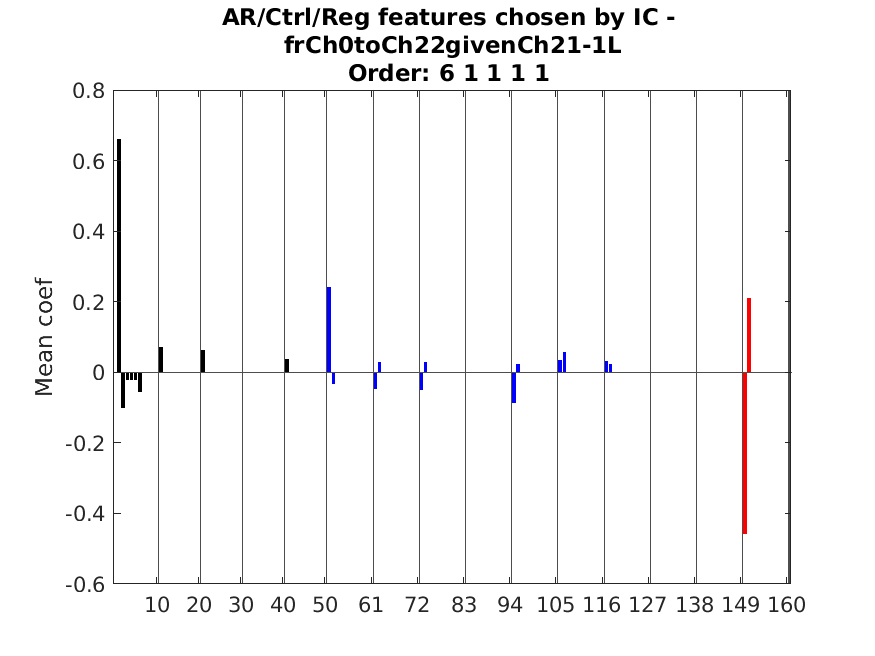 AR/Ctrl/Reg features chosen by IC -
frCh0toCh22givenCh21-1L
Order: 6 1 1 1 1
Mean coef
0.8
0.6
0.4
0.2
0
-0.2
-0.4
-0.6
10 20 30 40 50 61 72 83 94 105 116 127 138 149 160